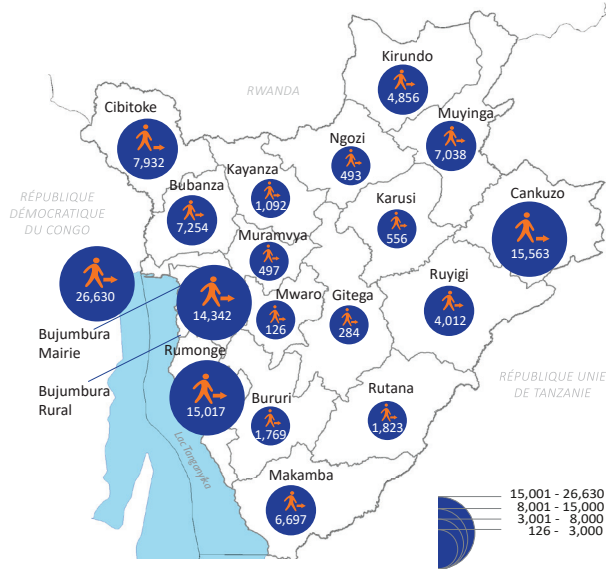 Kirundo
4,856
RWANDA
Cibitoke
7,932
Muyinga
7,038
Ngozi
493
Kayanza
1,092
Bubanza
7,254
Karusi
556
Cankuzo
15,563
RÉPUBLIQUE
DÉMOCRATIQUE
DU CONGO
Muramvya
497
26,630
14,342
Mwaro
126
Gitega
284
Ruyigi
4,012
Bujumbura
Mairie
Rumonge
15,017
Bujumbura
Rural
Bururi
1,769
Rutana
1,823
RÉPUBLIQUE UNIE
DE TANZANIE
Lac Tanganyika
Makamba
6,697
15,001 - 26,630
8,001 - 15,000
3,001 - 8,000
126 - 3,000